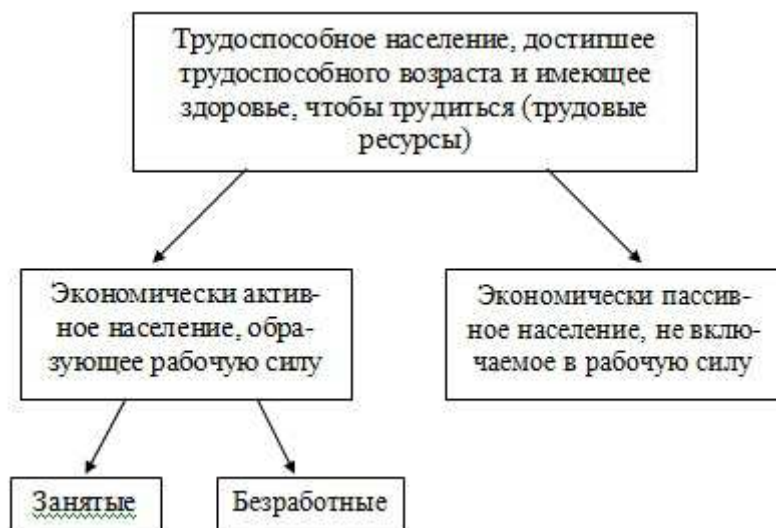 Трудоспособное население, достигшее
трудоспособного возраста и имеющее
здоровье, чтобы трудиться (трудовые
ресурсы)
Экономически актив-
ное население, обра-
зующее рабочую силу
Экономически пассив-
ное население, не вклю-
чаемое в рабочую силу
Занятые
Безработные